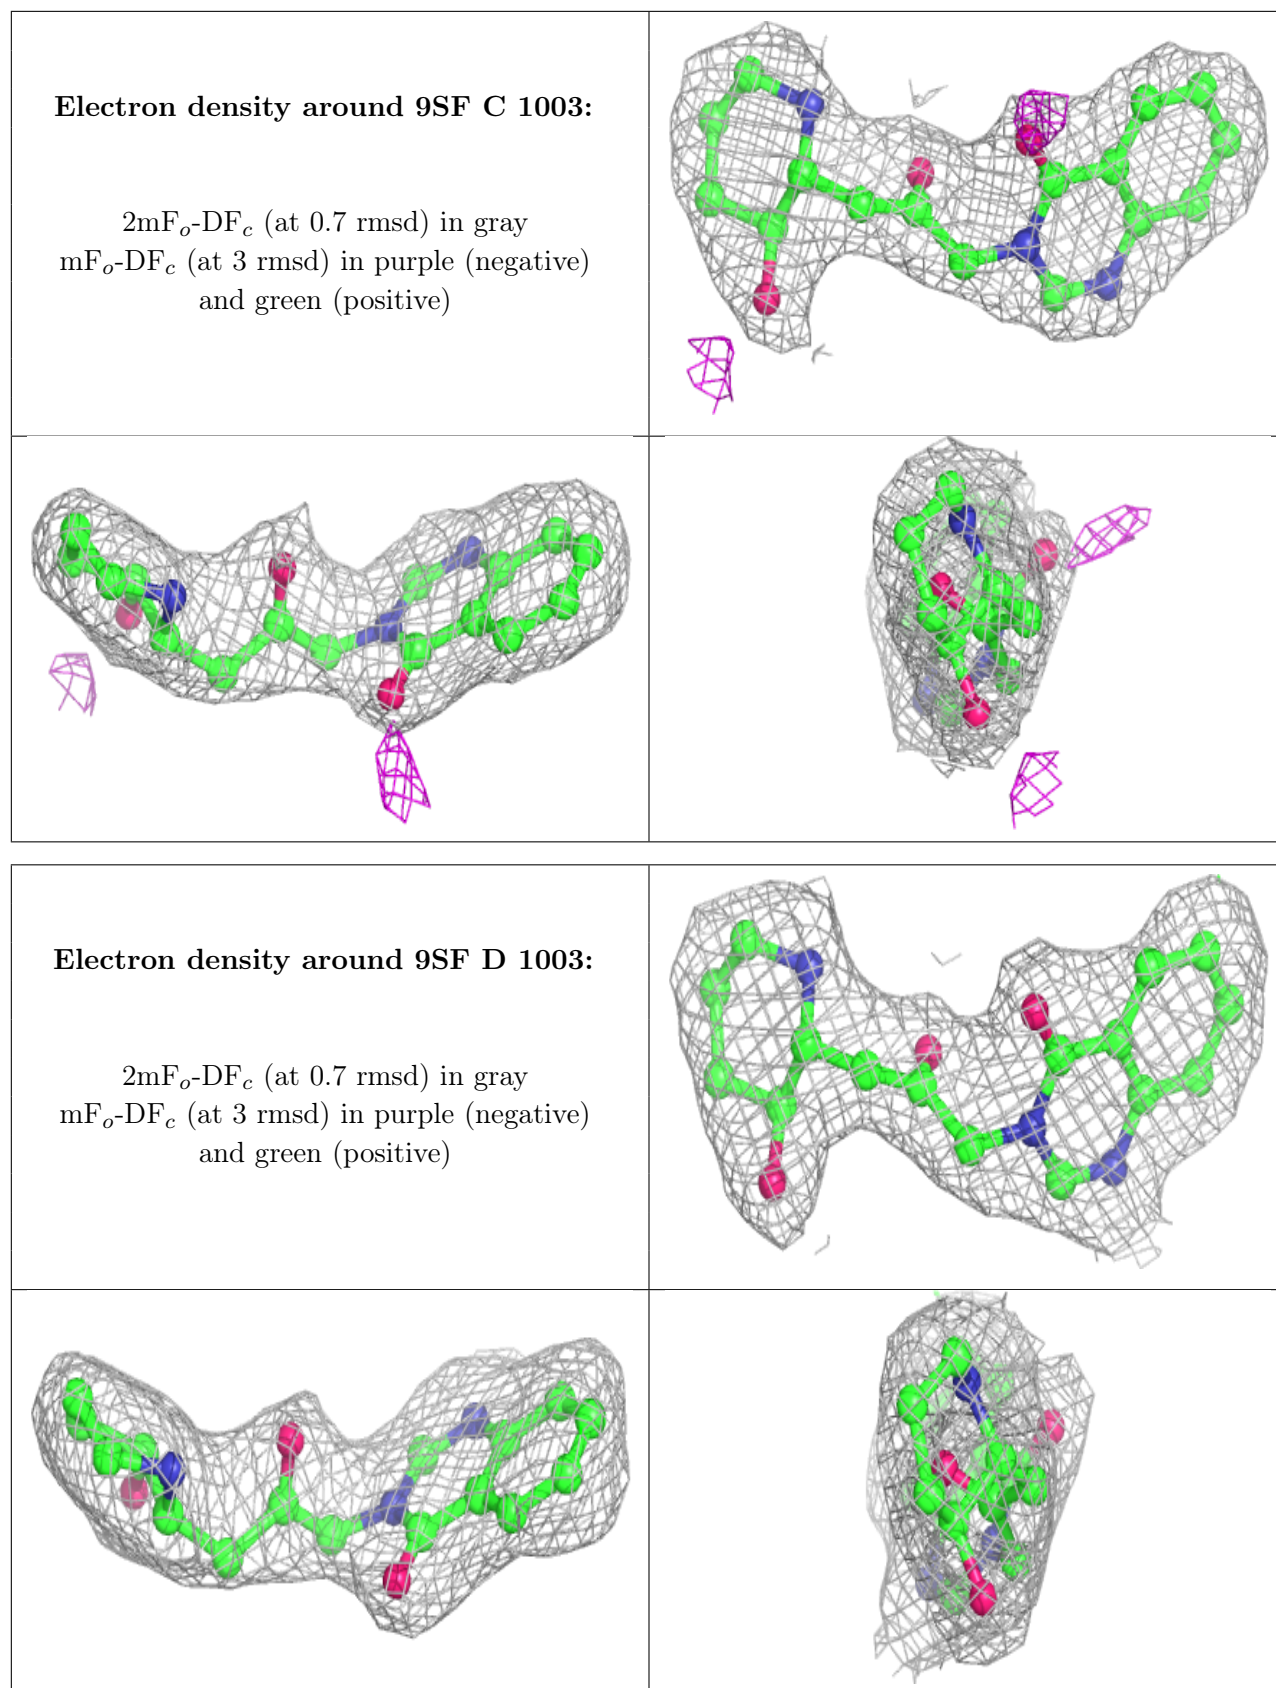 Electron density around 9SF C 1003:
2mFo-DFc (at 0.7 rmsd) in gray
mFo-DFc (at 3 rmsd) in purple (negative)
and green (positive)
Electron density around 9SF D 1003:
2mFo-DFc (at 0.7 rmsd) in gray
mFo-DFc (at 3 rmsd) in purple (negative)
and green (positive)